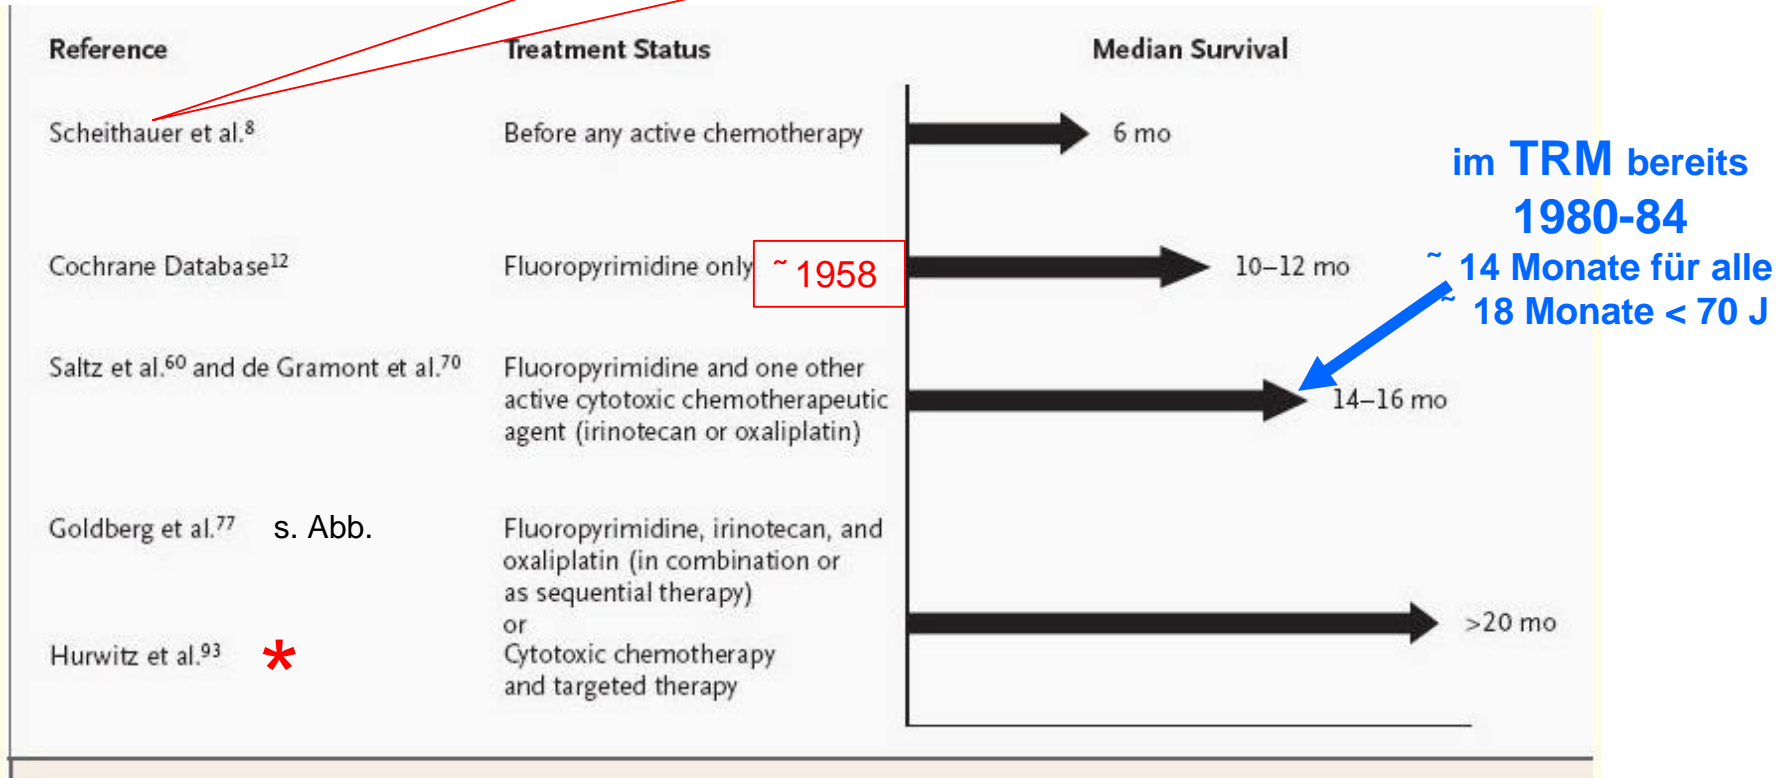 Reference Treatment Status Median Survival
Scheithauer et al.⁸ Before any active chemotherapy 6 mo
im TRM bereits
1980-84
˜ 14 Monate für alle
˜ 18 Monate < 70 J
Cochrane Database¹² Fluoropyrimidine only ˜ 1958 10–12 mo
Saltz et al.⁶⁰ and de Gramont et al.⁷⁰ Fluoropyrimidine and one other
active cytotoxic chemotherapeutic 14–16 mo
agent (irinotecan or oxaliplatin)
Goldberg et al.⁷⁷ s. Abb. Fluoropyrimidine, irinotecan, and
oxaliplatin (in combination or
as sequential therapy)
or >20 mo
Hurwitz et al.⁹³ * Cytotoxic chemotherapy
and targeted therapy